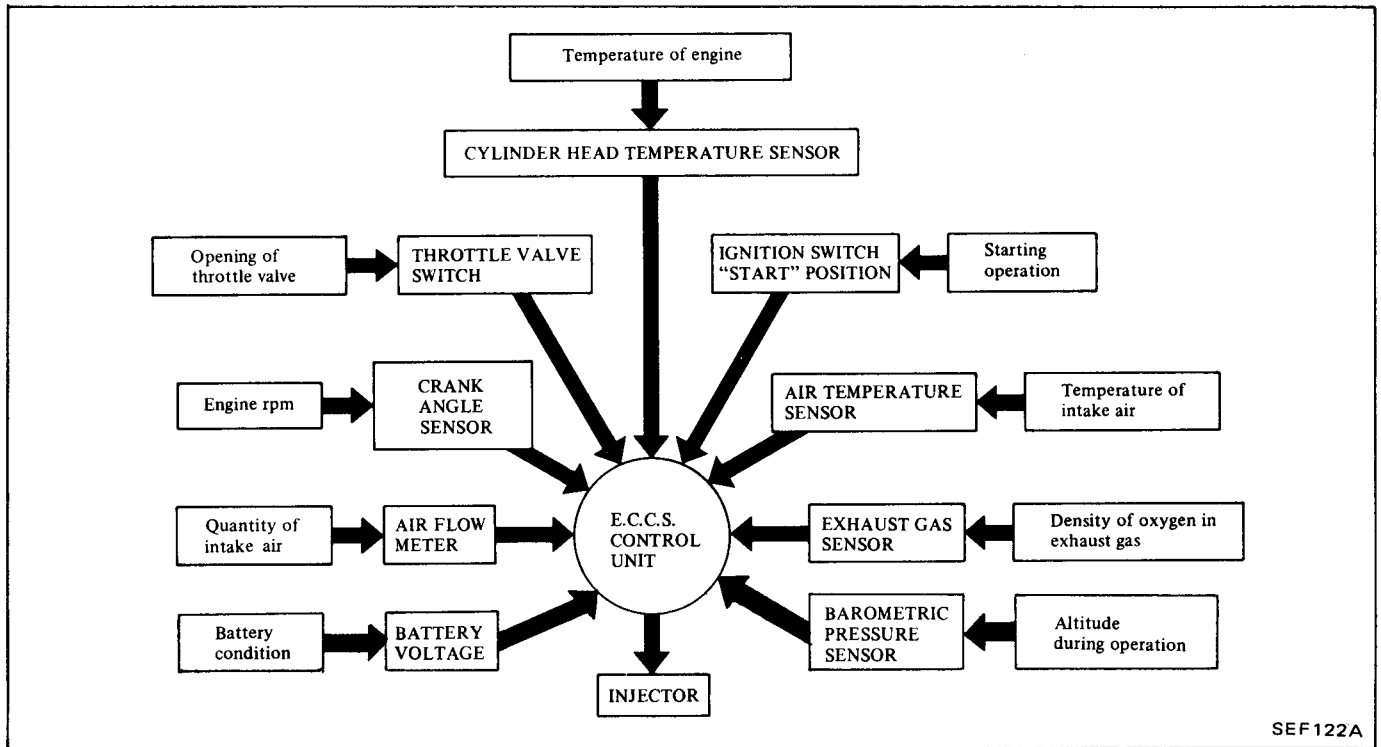 Temperature of engine
CYLINDER HEAD TEMPERATURE SENSOR
Opening of
throttle valve
THROTTLE VALVE
SWITCH
IGNITION SWITCH
“START” POSITION
Starting
operation
Engine rpm
CRANK
ANGLE
SENSOR
AIR TEMPERATURE
SENSOR
Temperature of
intake air
Quantity of
intake air
AIR FLOW
METER
E.C.C.S.
CONTROL
UNIT
EXHAUST GAS
SENSOR
Density of oxygen in
exhaust gas
Battery
condition
BATTERY
VOLTAGE
BAROMETRIC
PRESSURE
SENSOR
Altitude
during operation
INJECTOR
SEF122A